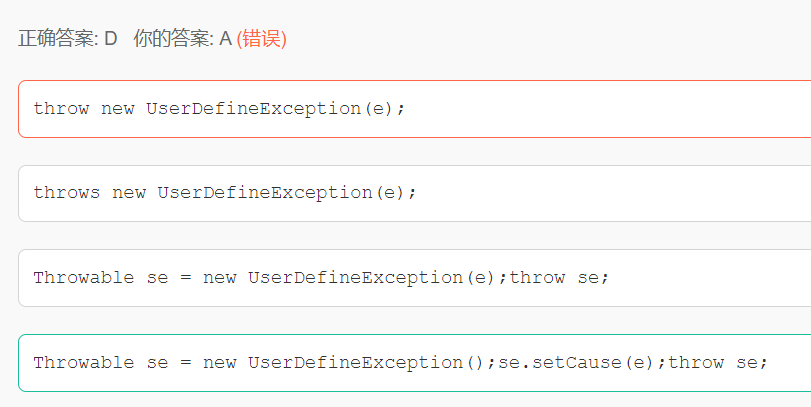 正确答案: D 你的答案: A (错误)
throw new UserDefineException(e);
throws new UserDefineException(e);
Throwable se = new UserDefineException(e);throw se;
Throwable se = new UserDefineException();se.setCause(e);throw se;